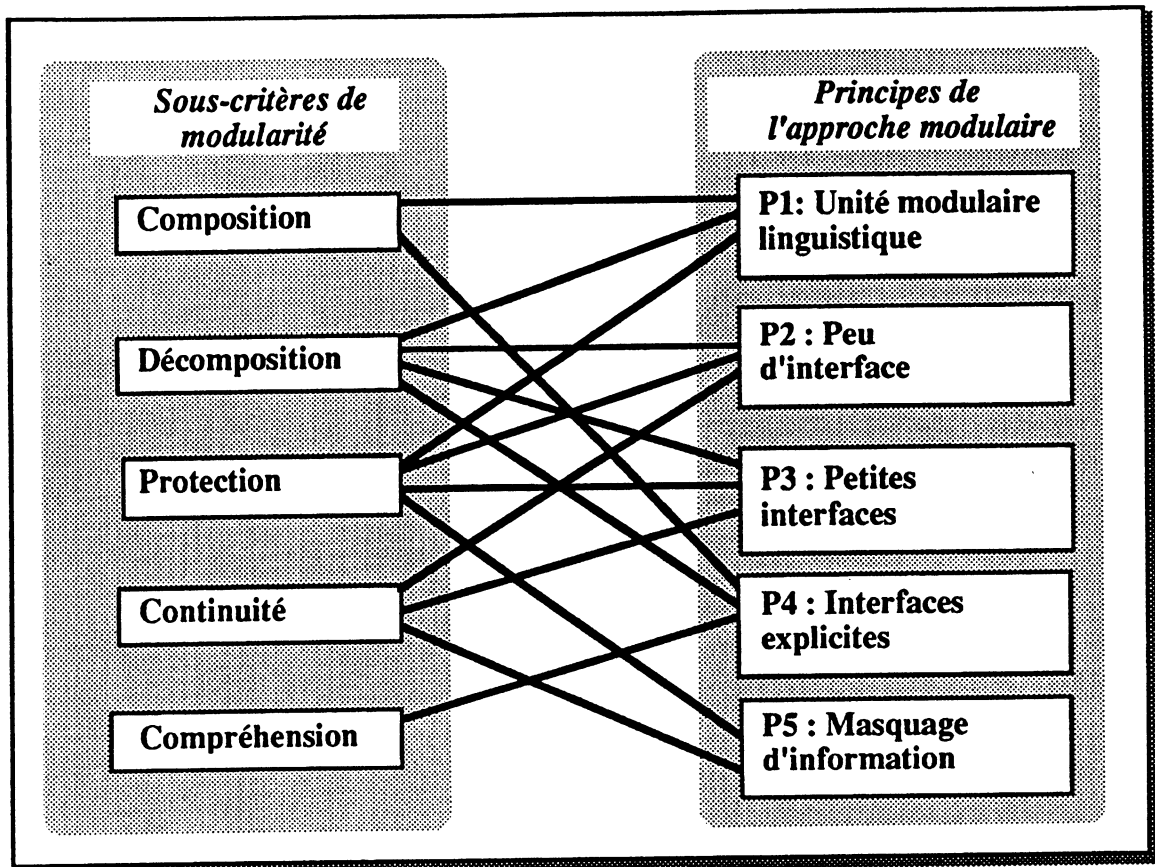 Sous-critères de
modularité
Composition
Décomposition
Protection
Continuité
Compréhension
Principes de
l'approche modulaire
P1: Unité modulaire
linguistique
P2 : Peu
d'interface
P3 : Petites
interfaces
P4 : Interfaces
explicites
P5 : Masquage
d'information